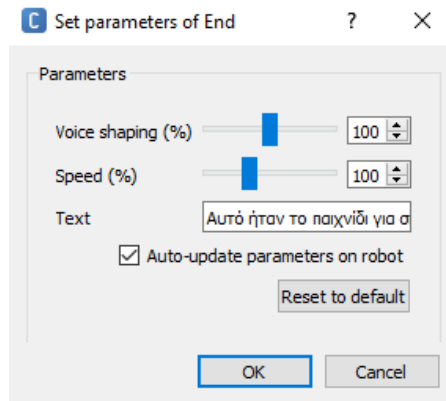 C Set parameters of End ? ×
Parameters
Voice shaping (%) 100
Speed (%) 100
Text Αυτό ήταν το παιχνίδι για σ
Auto-update parameters on robot
Reset to default
OK Cancel